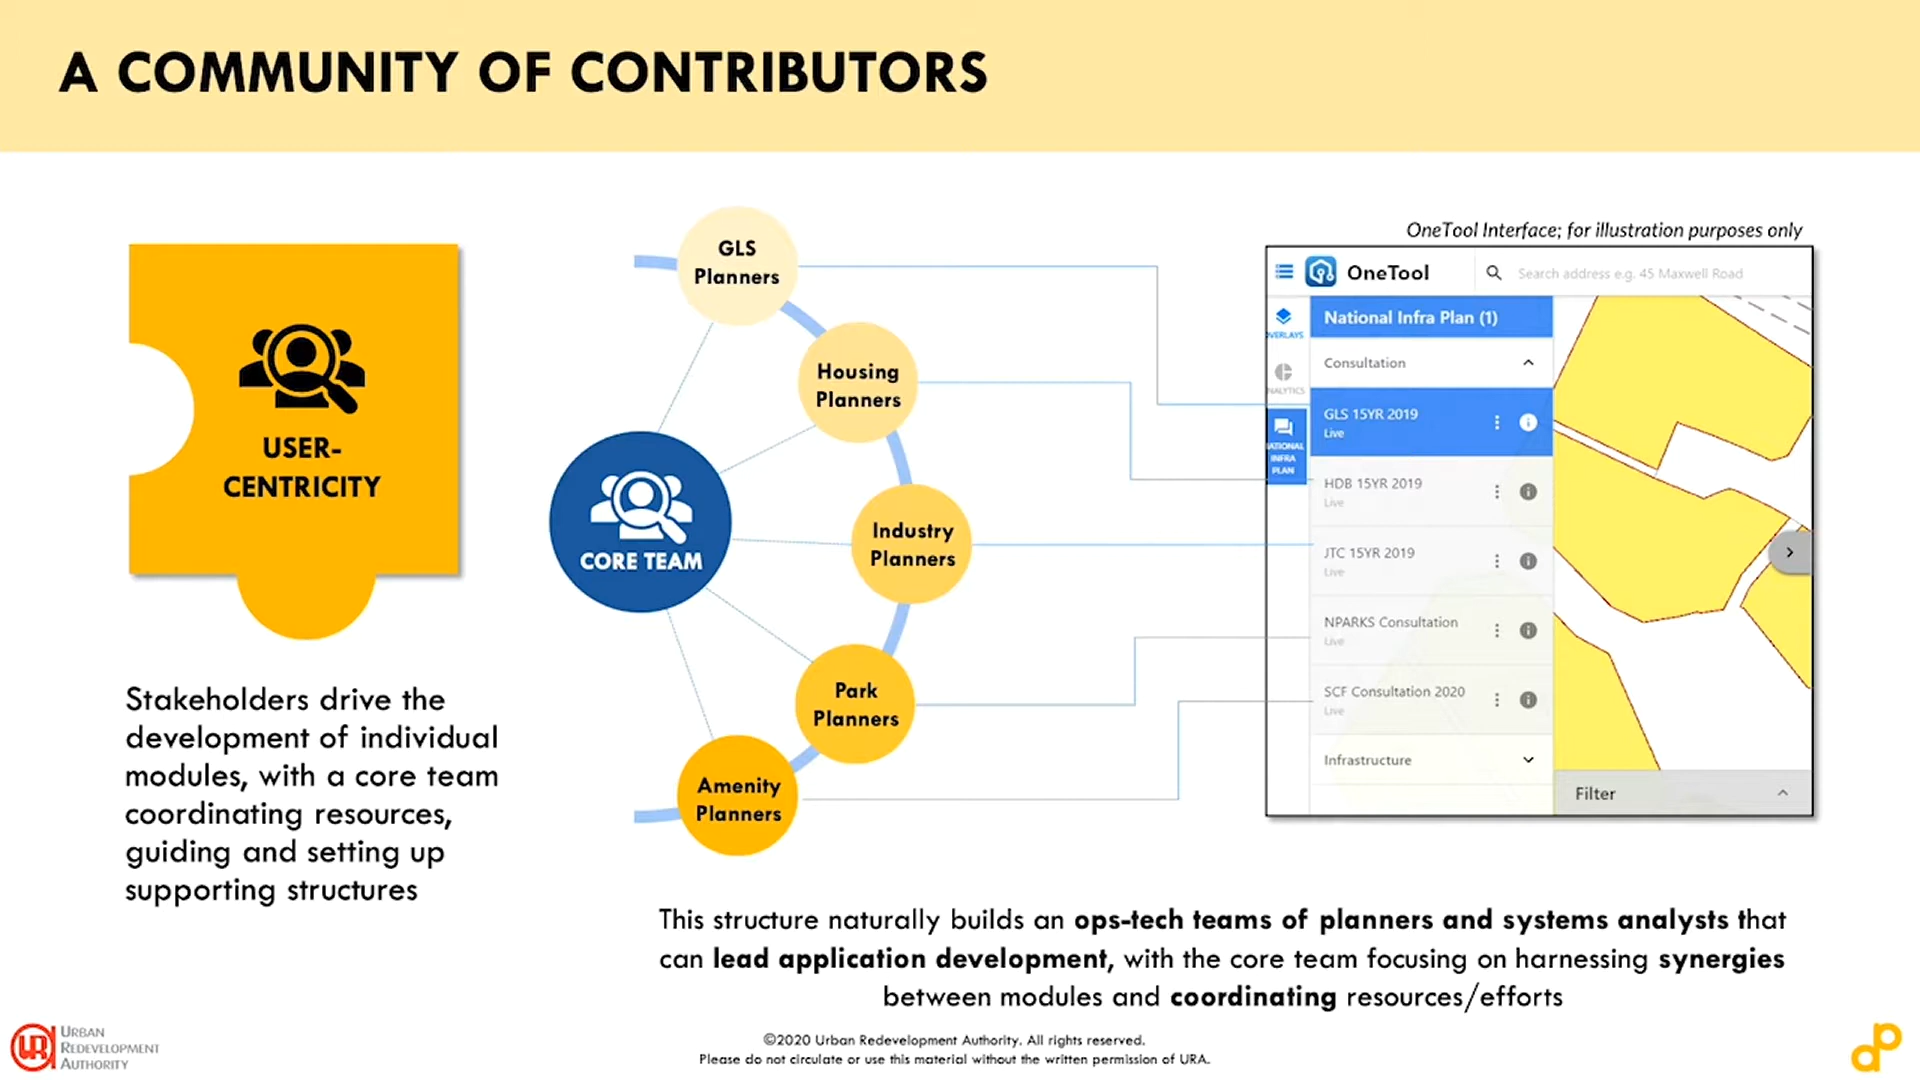 A COMMUNITY OF CONTRIBUTORS
USER-
CENTRICITY
Stakeholders drive the
development of individual
modules, with a core team
coordinating resources,
guiding and setting up
supporting structures
GLS
Planners
Housing
Planners
Industry
Planners
Park
Planners
Amenity
Planners
CORE TEAM
OneTool Interface; for illustration purposes only
OneTool
Search address e.g. 45 Maxwell Road
VERLAYS
NALYTICS
ATIONAL
INFRA
PLAN
National Infra Plan (1)
Consultation
GLS 15YR 2019
Live
HDB 15YR 2019
Live
JTC 15YR 2019
Live
NPARKS Consultation
Live
SCF Consultation 2020
Live
Infrastructure
Filter
This structure naturally builds an ops-tech teams of planners and systems analysts that
can lead application development, with the core team focusing on harnessing synergies
between modules and coordinating resources/efforts
URBAN
REDEVELOPMENT
AUTHORITY
©2020 Urban Redevelopment Authority. All rights reserved.
Please do not circulate or use this material without the written permission of URA.